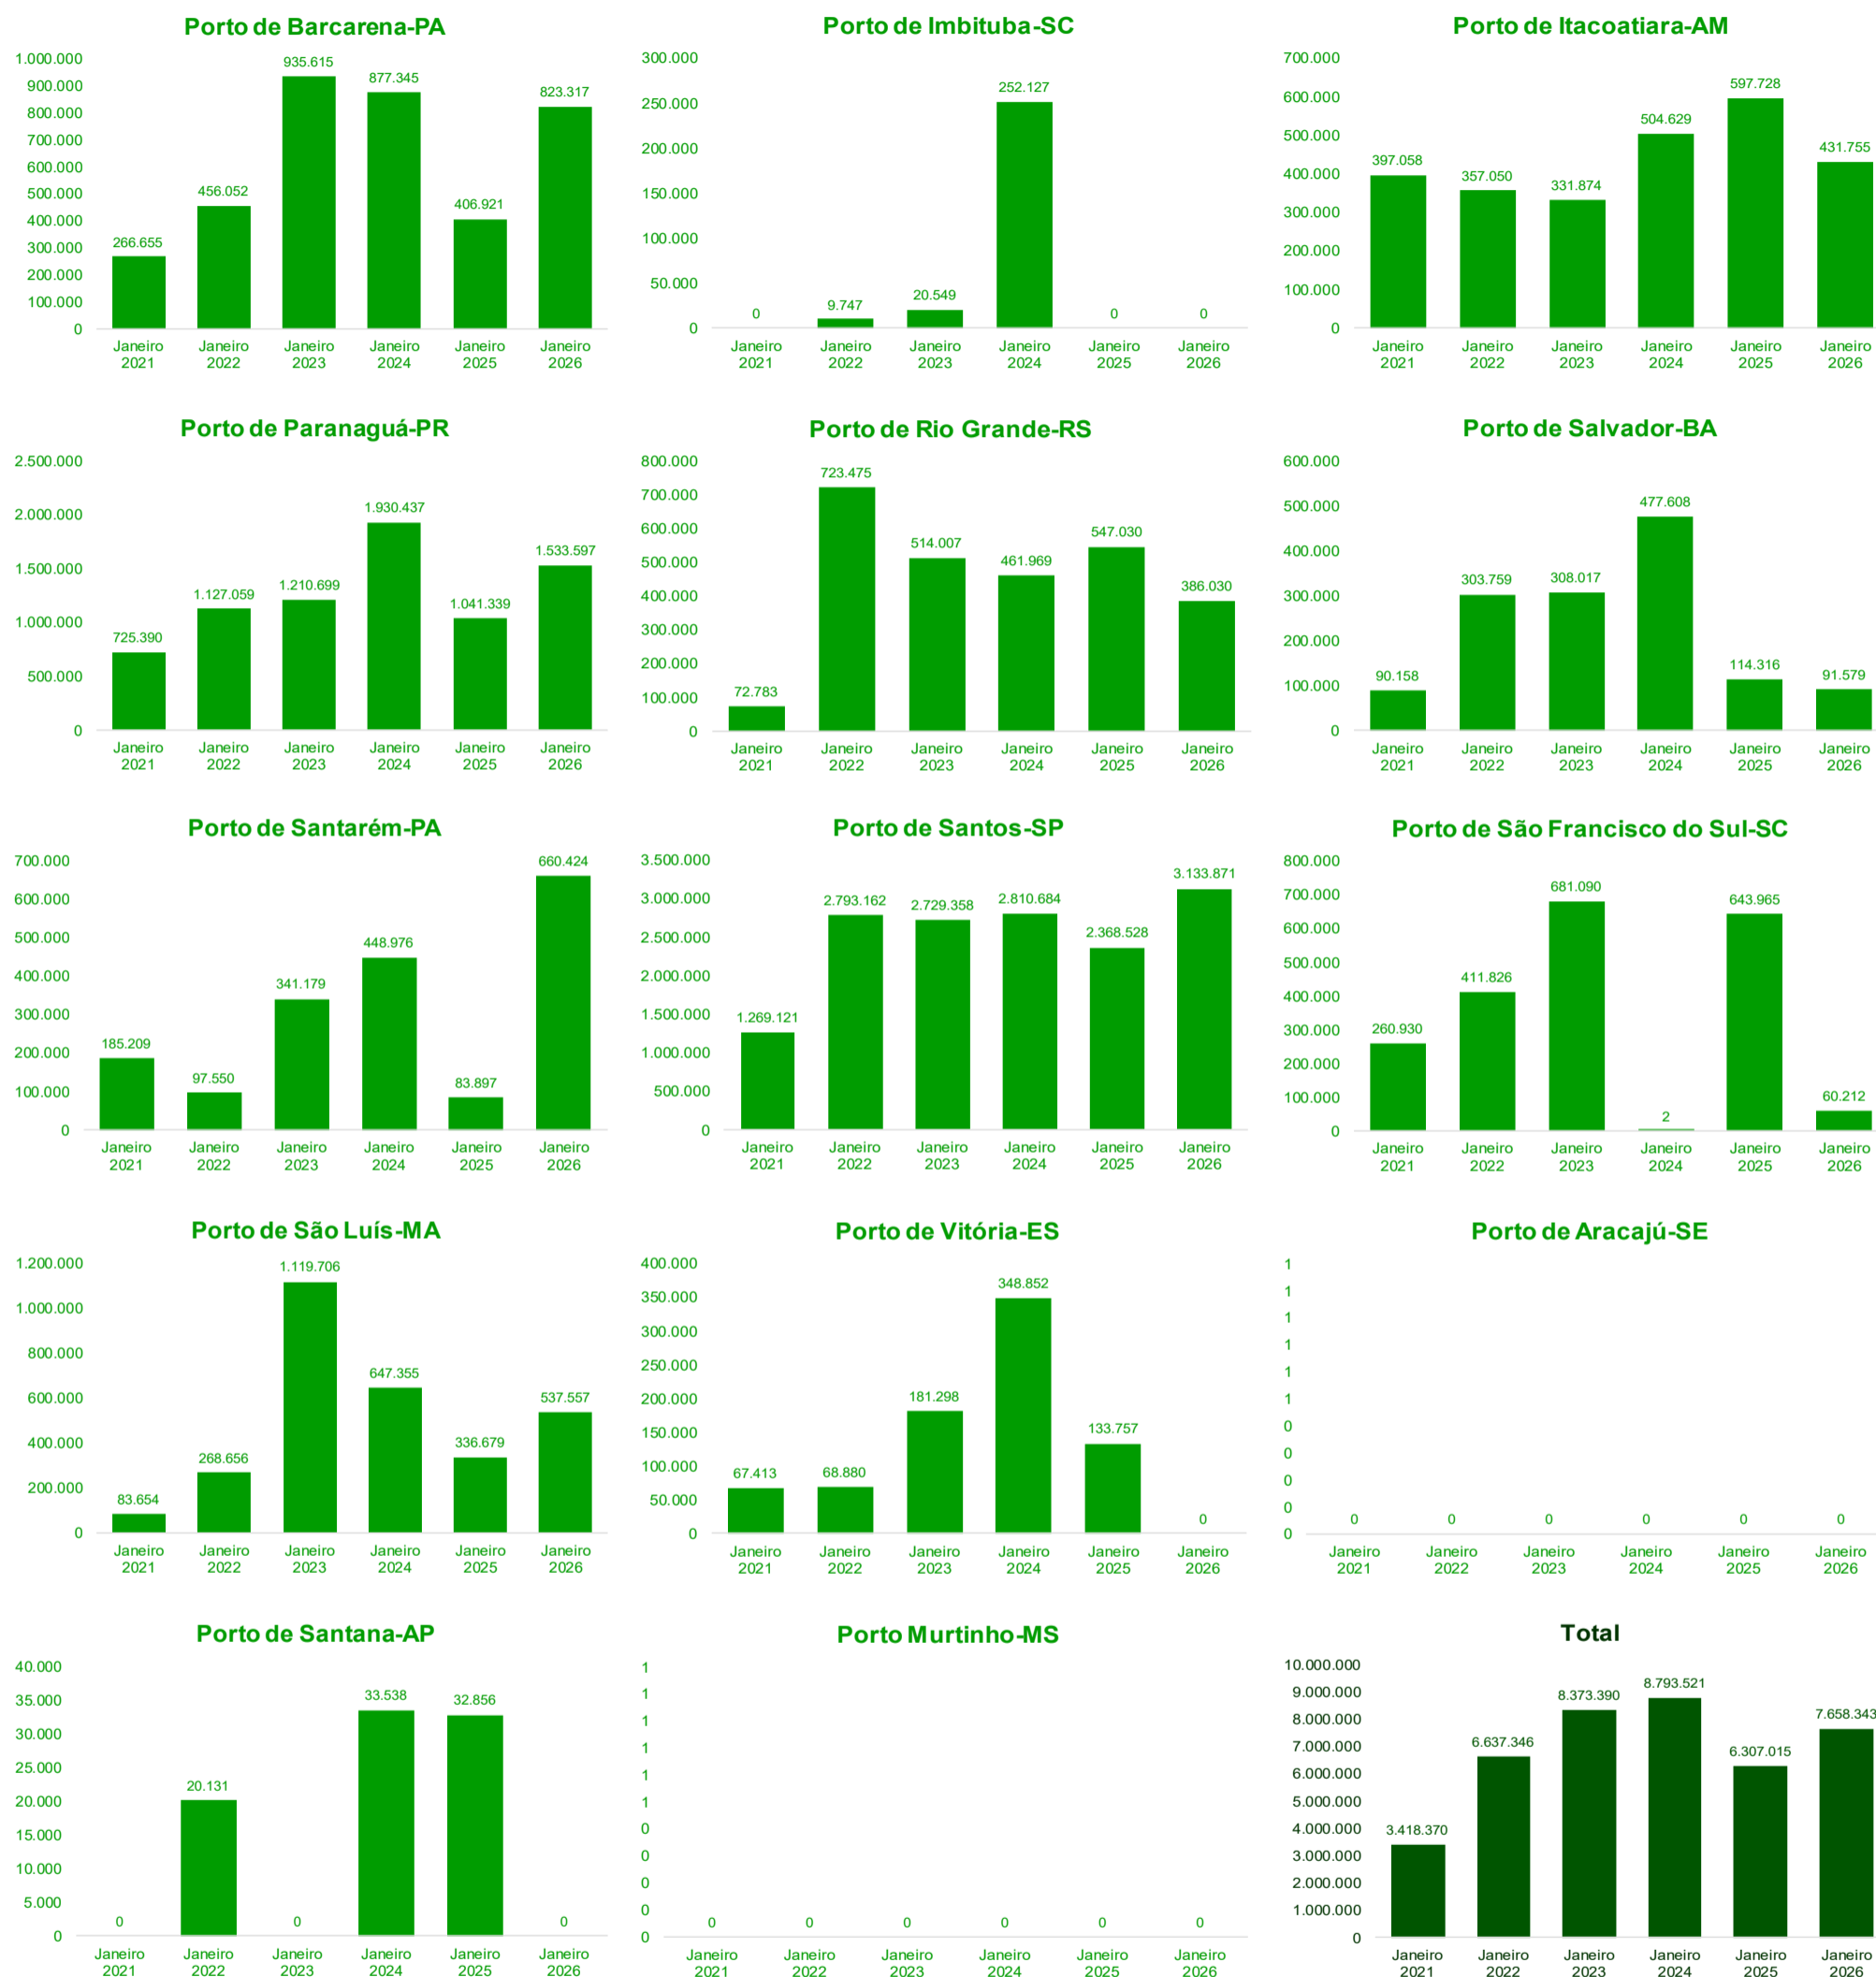 Porto de Barcarena-PA
1.000.000
900.000
800.000
700.000
600.000
500.000
400.000
300.000
200.000
100.000
0
266.655
456.052
935.615
877.345
406.921
823.317
Janeiro 2021
Janeiro 2022
Janeiro 2023
Janeiro 2024
Janeiro 2025
Janeiro 2026
Porto de Imbituba-SC
300.000
250.000
200.000
150.000
100.000
50.000
0
0
9.747
20.549
252.127
0
0
Janeiro 2021
Janeiro 2022
Janeiro 2023
Janeiro 2024
Janeiro 2025
Janeiro 2026
Porto de Itacoatiara-AM
700.000
600.000
500.000
400.000
300.000
200.000
100.000
0
397.058
357.050
331.874
504.629
597.728
431.755
Janeiro 2021
Janeiro 2022
Janeiro 2023
Janeiro 2024
Janeiro 2025
Janeiro 2026
Porto de Paranaguá-PR
2.500.000
2.000.000
1.500.000
1.000.000
500.000
0
725.390
1.127.059
1.210.699
1.930.437
1.041.339
1.533.597
Janeiro 2021
Janeiro 2022
Janeiro 2023
Janeiro 2024
Janeiro 2025
Janeiro 2026
Porto de Rio Grande-RS
800.000
700.000
600.000
500.000
400.000
300.000
200.000
100.000
0
72.783
723.475
514.007
461.969
547.030
386.030
Janeiro 2021
Janeiro 2022
Janeiro 2023
Janeiro 2024
Janeiro 2025
Janeiro 2026
Porto de Salvador-BA
600.000
500.000
400.000
300.000
200.000
100.000
0
90.158
303.759
308.017
477.608
114.316
91.579
Janeiro 2021
Janeiro 2022
Janeiro 2023
Janeiro 2024
Janeiro 2025
Janeiro 2026
Porto de Santarém-PA
700.000
600.000
500.000
400.000
300.000
200.000
100.000
0
185.209
97.550
341.179
448.976
83.897
660.424
Janeiro 2021
Janeiro 2022
Janeiro 2023
Janeiro 2024
Janeiro 2025
Janeiro 2026
Porto de Santos-SP
3.500.000
3.000.000
2.500.000
2.000.000
1.500.000
1.000.000
500.000
0
1.269.121
2.793.162
2.729.358
2.810.684
2.368.528
3.133.871
Janeiro 2021
Janeiro 2022
Janeiro 2023
Janeiro 2024
Janeiro 2025
Janeiro 2026
Porto de São Francisco do Sul-SC
800.000
700.000
600.000
500.000
400.000
300.000
200.000
100.000
0
260.930
411.826
681.090
2
643.965
60.212
Janeiro 2021
Janeiro 2022
Janeiro 2023
Janeiro 2024
Janeiro 2025
Janeiro 2026
Porto de São Luís-MA
1.200.000
1.000.000
800.000
600.000
400.000
200.000
0
83.654
268.656
1.119.706
647.355
336.679
537.557
Janeiro 2021
Janeiro 2022
Janeiro 2023
Janeiro 2024
Janeiro 2025
Janeiro 2026
Porto de Vitória-ES
400.000
350.000
300.000
250.000
200.000
150.000
100.000
50.000
0
67.413
68.880
181.298
348.852
133.757
0
Janeiro 2021
Janeiro 2022
Janeiro 2023
Janeiro 2024
Janeiro 2025
Janeiro 2026
Porto de Aracajú-SE
1
1
1
1
1
1
0
0
0
0
0
0
0
0
0
0
0
Janeiro 2021
Janeiro 2022
Janeiro 2023
Janeiro 2024
Janeiro 2025
Janeiro 2026
Porto de Santana-AP
40.000
35.000
30.000
25.000
20.000
15.000
10.000
5.000
0
0
20.131
0
33.538
32.856
0
Janeiro 2021
Janeiro 2022
Janeiro 2023
Janeiro 2024
Janeiro 2025
Janeiro 2026
Porto Murtinho-MS
1
1
1
1
1
1
0
0
0
0
0
0
0
0
0
0
0
Janeiro 2021
Janeiro 2022
Janeiro 2023
Janeiro 2024
Janeiro 2025
Janeiro 2026
Total
10.000.000
9.000.000
8.000.000
7.000.000
6.000.000
5.000.000
4.000.000
3.000.000
2.000.000
1.000.000
0
3.418.370
6.637.346
8.373.390
8.793.521
6.307.015
7.658.343
Janeiro 2021
Janeiro 2022
Janeiro 2023
Janeiro 2024
Janeiro 2025
Janeiro 2026